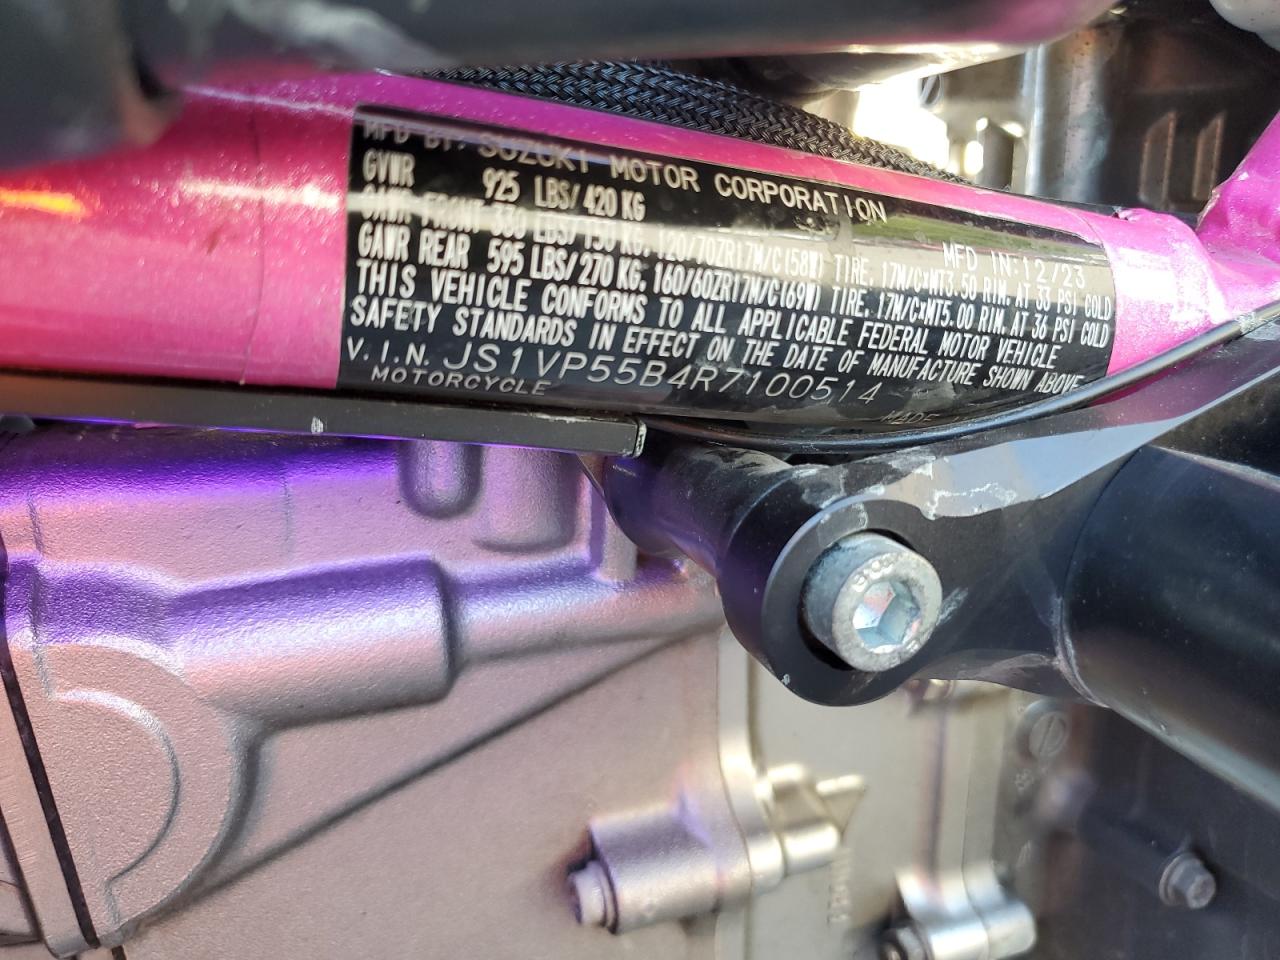 MFD BY: SUZUKI MOTOR CORPORATION
MFD IN: 12/23
GVWR 925 LBS/420 KG
GAWR FRONT 330 LBS/150 KG, 120/70ZR17M/C(58W) TIRE, 17M/C×MT3.50 RIM, AT 33 PSI COLD
GAWR REAR 595 LBS/270 KG, 160/60ZR17M/C(69W) TIRE, 17M/C×MT5.00 RIM, AT 36 PSI COLD
THIS VEHICLE CONFORMS TO ALL APPLICABLE FEDERAL MOTOR VEHICLE
SAFETY STANDARDS IN EFFECT ON THE DATE OF MANUFACTURE SHOWN ABOVE
V.I.N. JS1VP55B4R7100514
MOTORCYCLE MADE